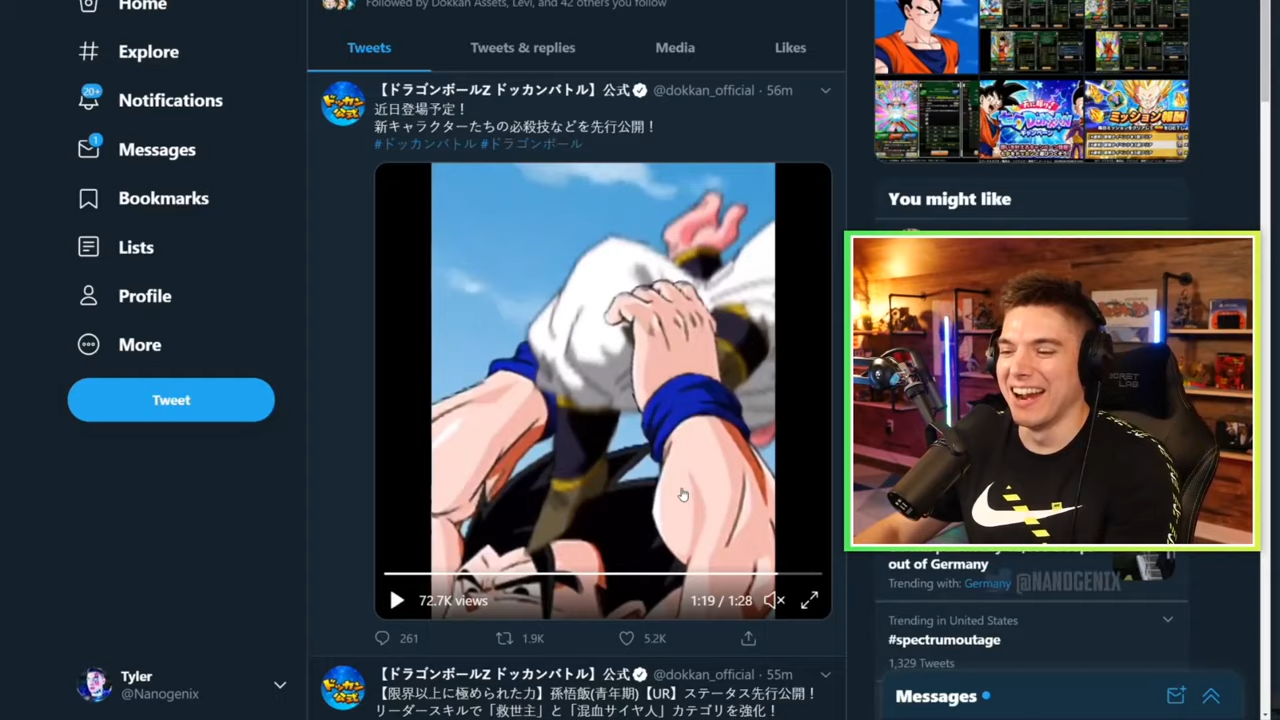 Home
Followed by Dokkan Assets, Levi, and 42 others you follow
Tweets
Tweets & replies
Media
Likes
Explore
20+
Notifications
1
Messages
Bookmarks
Lists
Profile
More
Tweet
【ドラゴンボールZ ドッカンバトル】公式 @dokkan_official · 56m
近日登場予定！
新キャラクターたちの必殺技などを先行公開！
#ドッカンバトル #ドラゴンボール
72.7K views
1:19 / 1:28
261
1.9K
5.2K
【ドラゴンボールZ ドッカンバトル】公式 @dokkan_official · 55m
【限界以上に極められた力】孫悟飯(青年期)【UR】ステータス先行公開！
リーダースキルで「救世主」と「混血サイヤ人」カテゴリを強化！
Tyler
@Nanogenix
ミッション報酬
You might like
out of Germany
Trending with: Germany
@NANOGENIX
Trending in United States
#spectrumoutage
1,329 Tweets
Messages